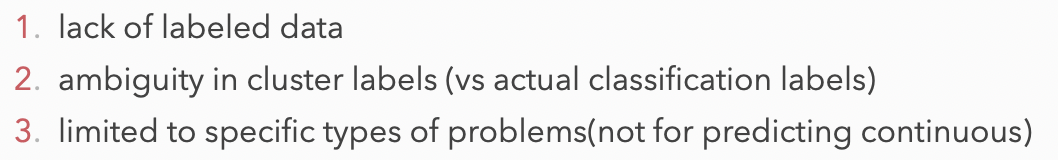 1. lack of labeled data
2. ambiguity in cluster labels (vs actual classification labels)
3. limited to specific types of problems(not for predicting continuous)